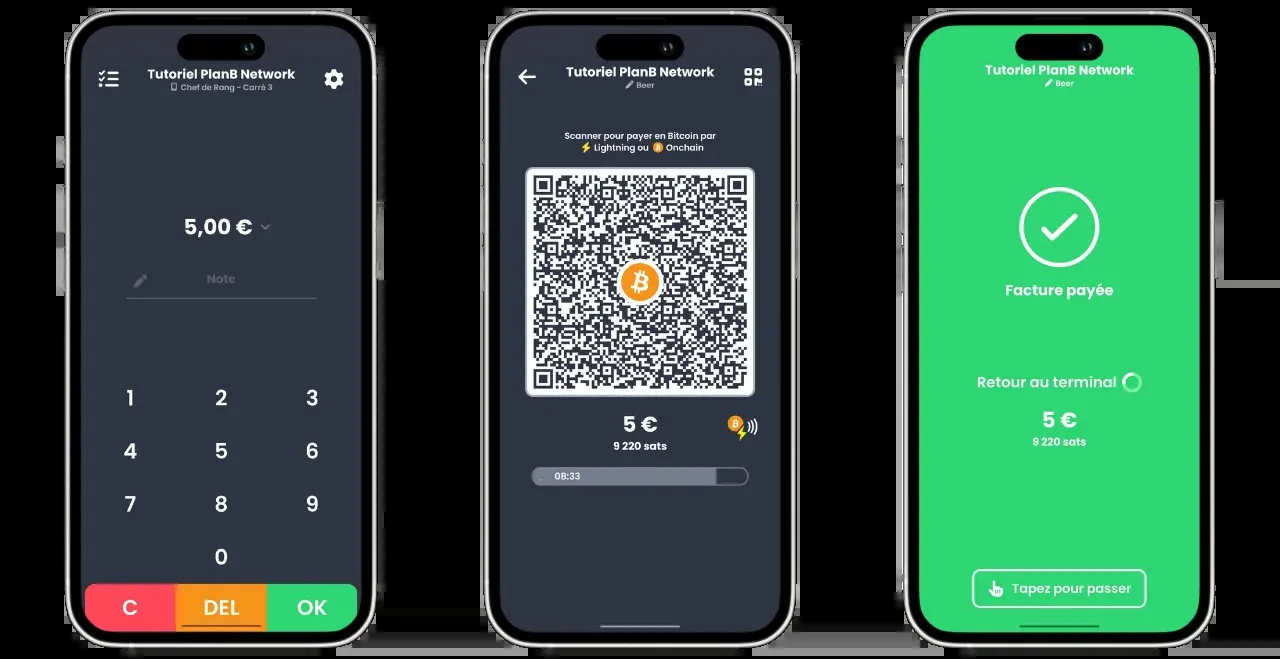 Tutoriel PlanB Network
Chef de Rang - Carré 3
5,00 €
Note
1 2 3
4 5 6
7 8 9
0
C DEL OK
Tutoriel PlanB Network
Beer
Scanner pour payer en Bitcoin par
Lightning ou Onchain
5 €
9 220 sats
08:33
Tutoriel PlanB Network
Beer
Facture payée
Retour au terminal
5 €
9 220 sats
Tapez pour passer